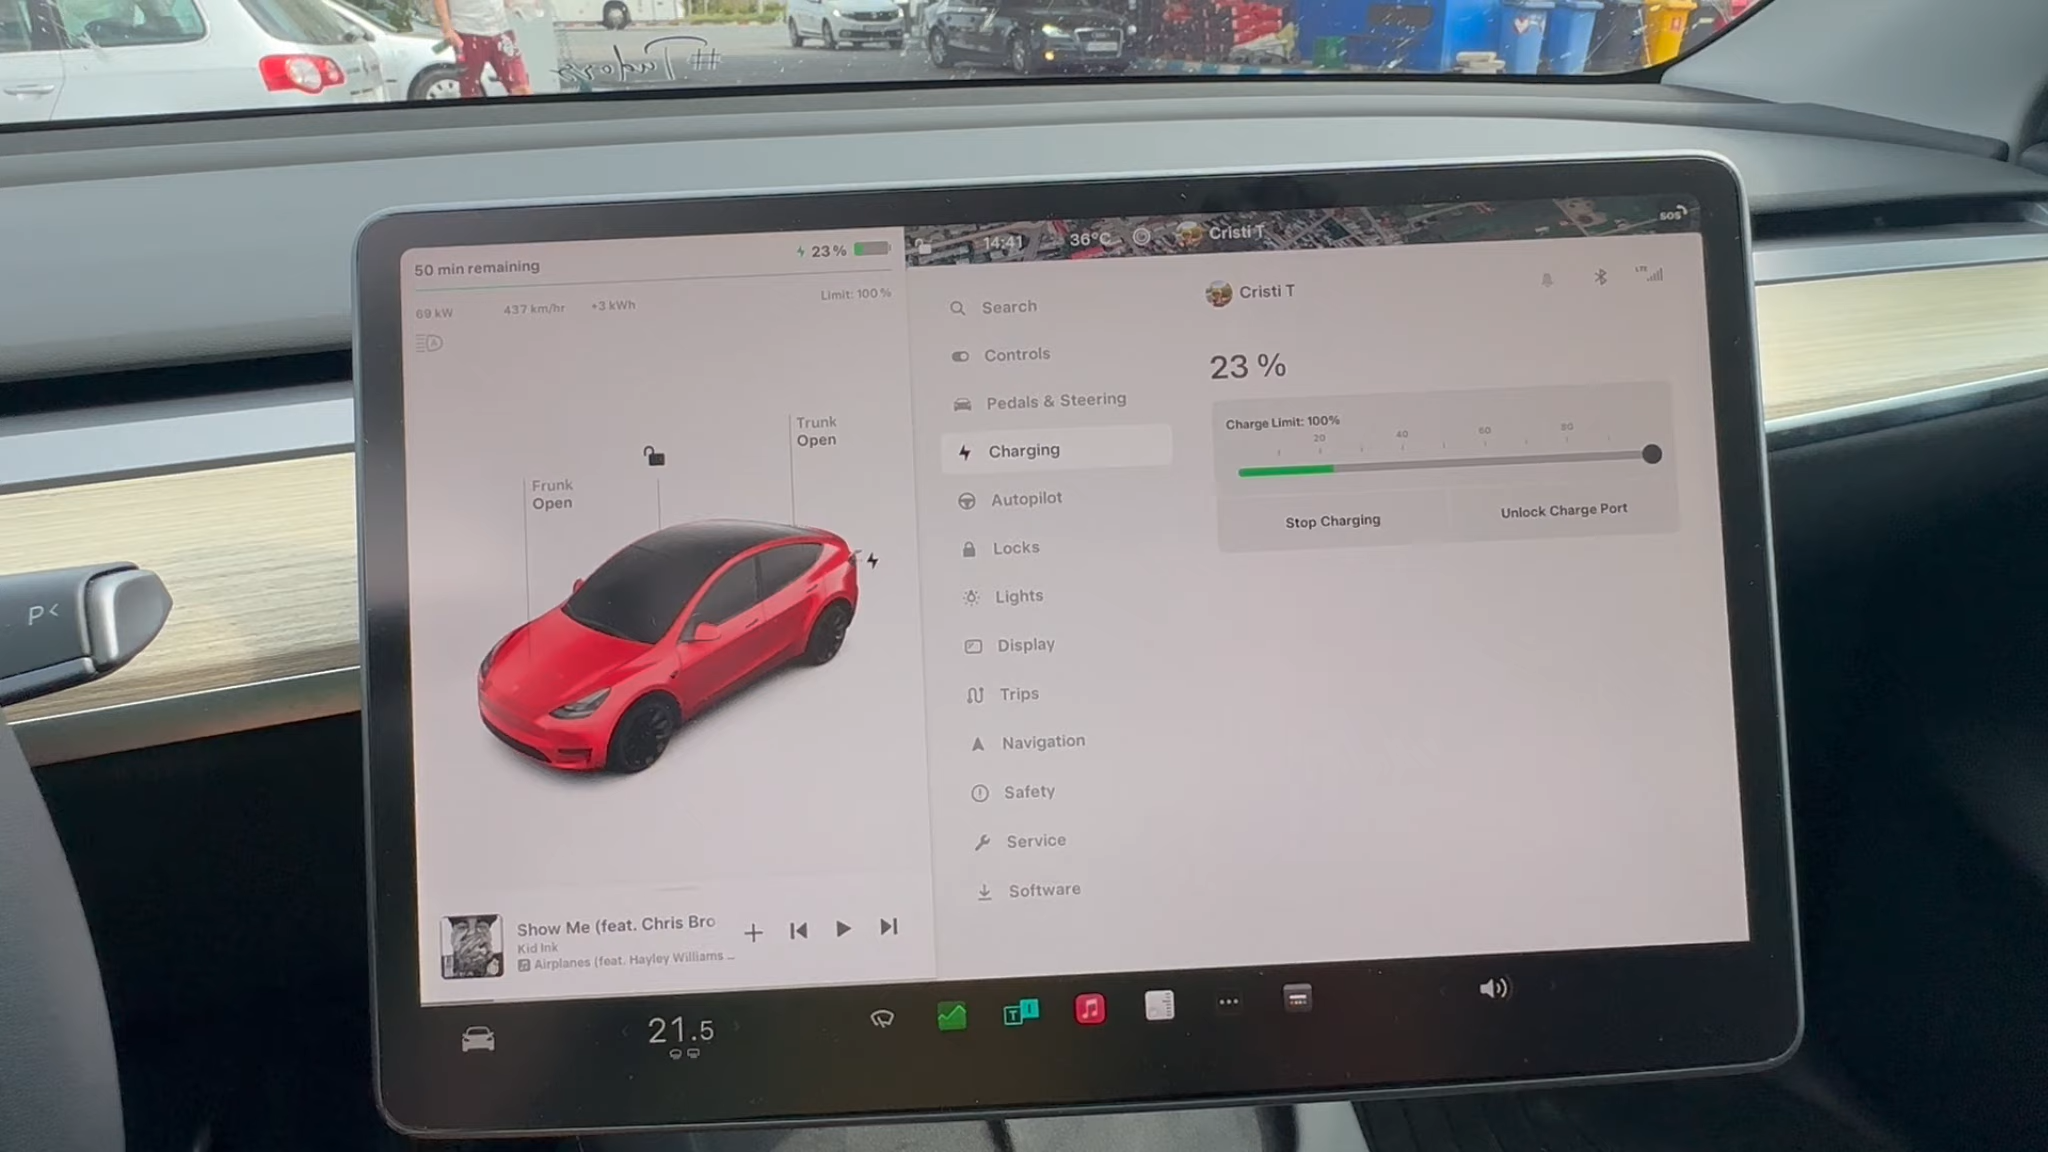 #Tudorsr
P<
50 min remaining
23 %
69 kW 437 km/hr +3 kWh
Limit: 100 %
Frunk
Open
Trunk
Open
Show Me (feat. Chris Bro
Kid Ink
Airplanes (feat. Hayley Williams ...
14:41 36°C Cristi T
SOS
Search
Controls
Pedals & Steering
Charging
Autopilot
Locks
Lights
Display
Trips
Navigation
Safety
Service
Software
Cristi T
LTE
23 %
Charge Limit: 100%
20 40 60 80
Stop Charging
Unlock Charge Port
21.5
T